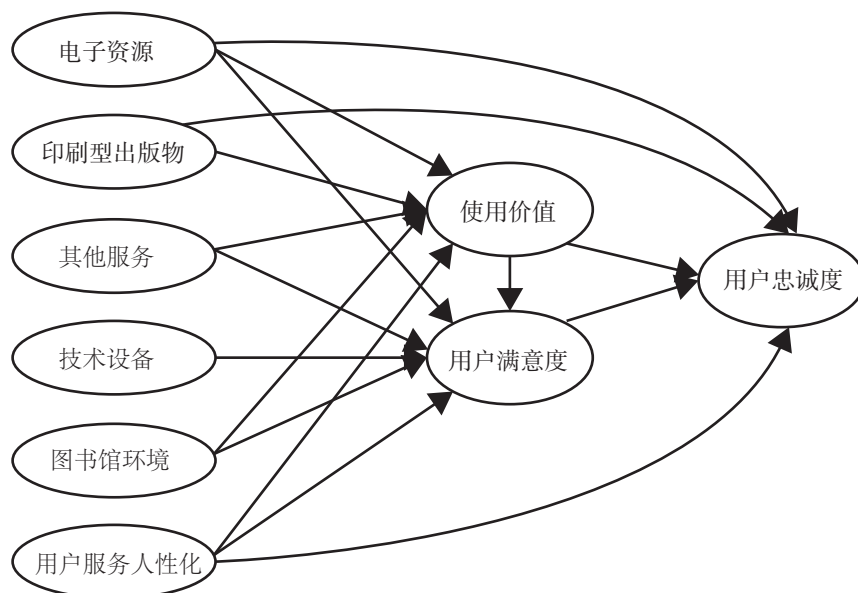 电子资源
印刷型出版物
其他服务
技术设备
图书馆环境
用户服务人性化
使用价值
用户满意度
用户忠诚度